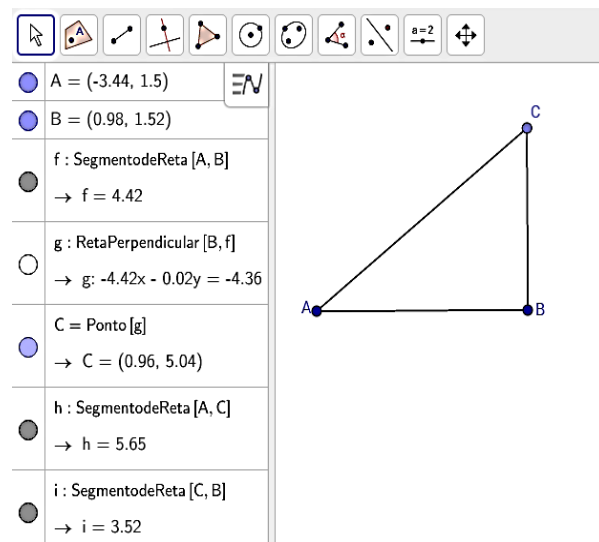 A
α
a=2
A = (-3.44, 1.5)
B = (0.98, 1.52)
f : SegmentodeReta [A, B]
→ f = 4.42
g : RetaPerpendicular [B, f]
→ g: -4.42x - 0.02y = -4.36
C = Ponto [g]
→ C = (0.96, 5.04)
h : SegmentodeReta [A, C]
→ h = 5.65
i : SegmentodeReta [C, B]
→ i = 3.52
C
A
B